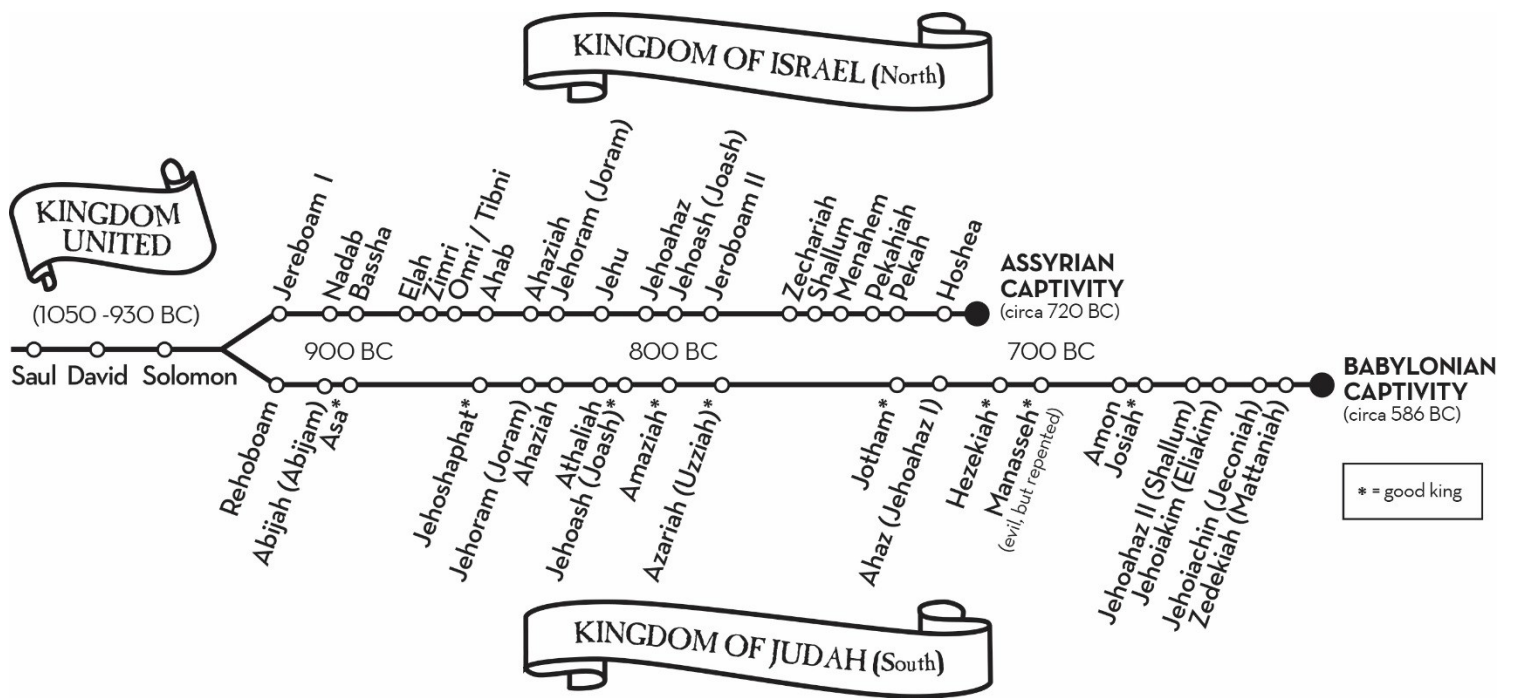 KINGDOM OF ISRAEL (North)
KINGDOM
UNITED
(1050 -930 BC)
Saul
David
Solomon
Jereboam I
Nadab
Bassha
Elah
Zimri
Omri / Tibni
Ahab
Ahaziah
Jehoram (Joram)
Jehu
Jehoahaz
Jehoash (Joash)
Jeroboam II
Zechariah
Shallum
Menahem
Pekahiah
Pekah
Hoshea
ASSYRIAN
CAPTIVITY
(circa 720 BC)
900 BC
800 BC
700 BC
Rehoboam
Abijah (Abijam)
Asa*
Jehoshaphat*
Jehoram (Joram)
Ahaziah
Athaliah
Jehoash (Joash)*
Amaziah*
Azariah (Uzziah)*
Jotham*
Ahaz (Jehoahaz I)
Hezekiah*
Manasseh*
(evil, but repented)
Amon
Josiah*
Jehoahaz II (Shallum)
Jehoiakim (Eliakim)
Jehoiachin (Jeconiah)
Zedekiah (Mattaniah)
BABYLONIAN
CAPTIVITY
(circa 586 BC)
* = good king
KINGDOM OF JUDAH (South)